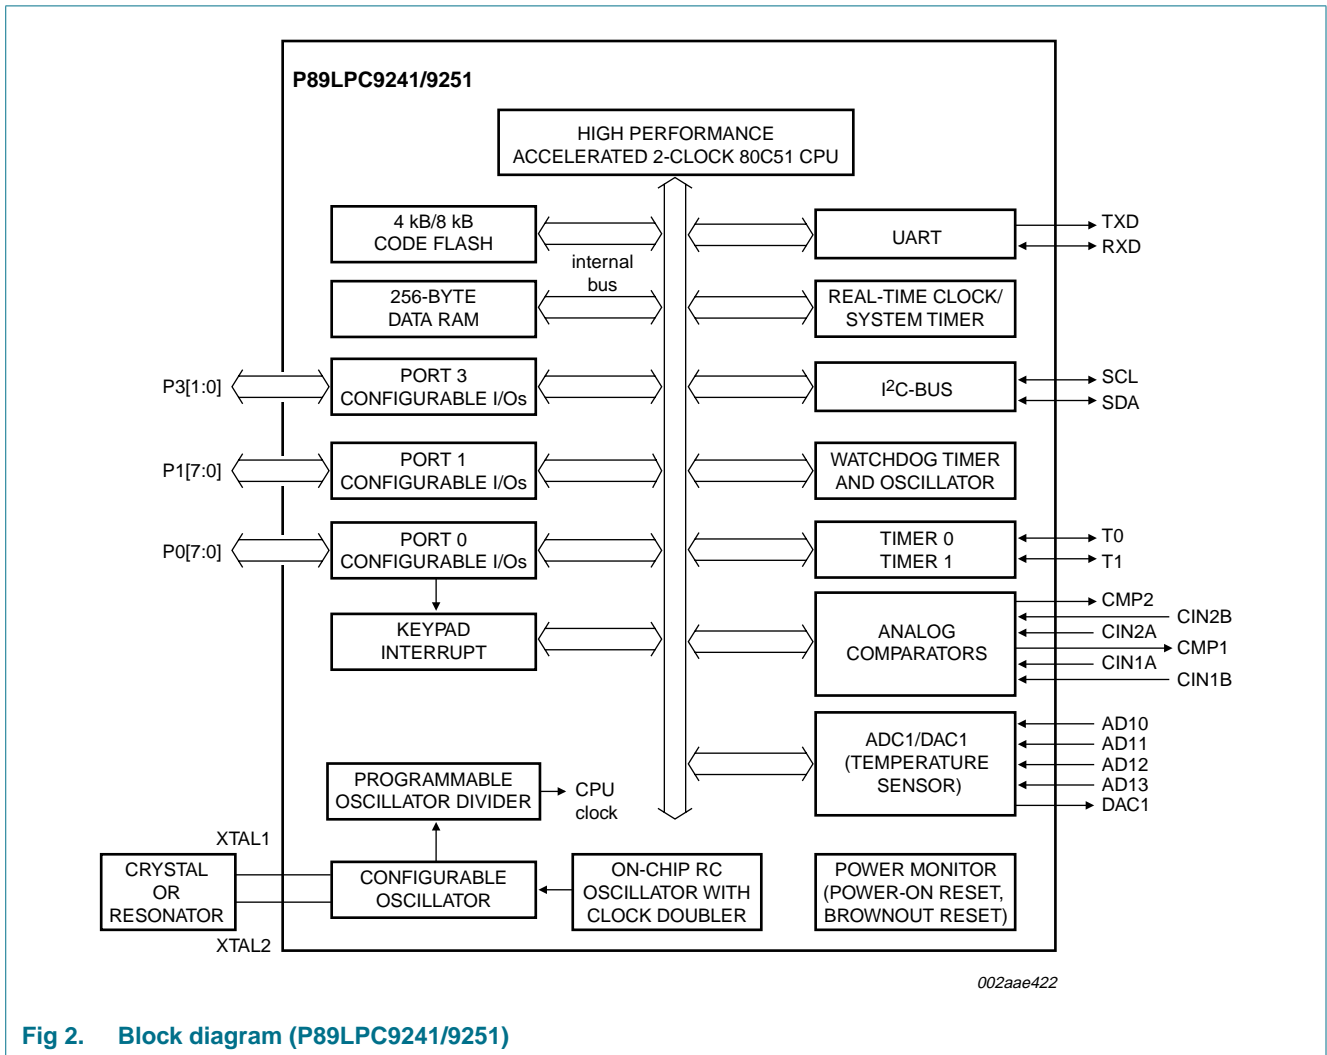 P89LPC9241/9251
HIGH PERFORMANCE
ACCELERATED 2-CLOCK 80C51 CPU
4 kB/8 kB
CODE FLASH
internal
bus
UART
TXD
RXD
256-BYTE
DATA RAM
REAL-TIME CLOCK/
SYSTEM TIMER
P3[1:0]
PORT 3
CONFIGURABLE I/Os
I2C-BUS
SCL
SDA
P1[7:0]
PORT 1
CONFIGURABLE I/Os
WATCHDOG TIMER
AND OSCILLATOR
P0[7:0]
PORT 0
CONFIGURABLE I/Os
TIMER 0
TIMER 1
T0
T1
KEYPAD
INTERRUPT
ANALOG
COMPARATORS
CMP2
CIN2B
CIN2A
CMP1
CIN1A
CIN1B
ADC1/DAC1
(TEMPERATURE
SENSOR)
AD10
AD11
AD12
AD13
DAC1
PROGRAMMABLE
OSCILLATOR DIVIDER
CPU
clock
XTAL1
CRYSTAL
OR
RESONATOR
XTAL2
CONFIGURABLE
OSCILLATOR
ON-CHIP RC
OSCILLATOR WITH
CLOCK DOUBLER
POWER MONITOR
(POWER-ON RESET,
BROWNOUT RESET)
002aae422
Fig 2. Block diagram (P89LPC9241/9251)